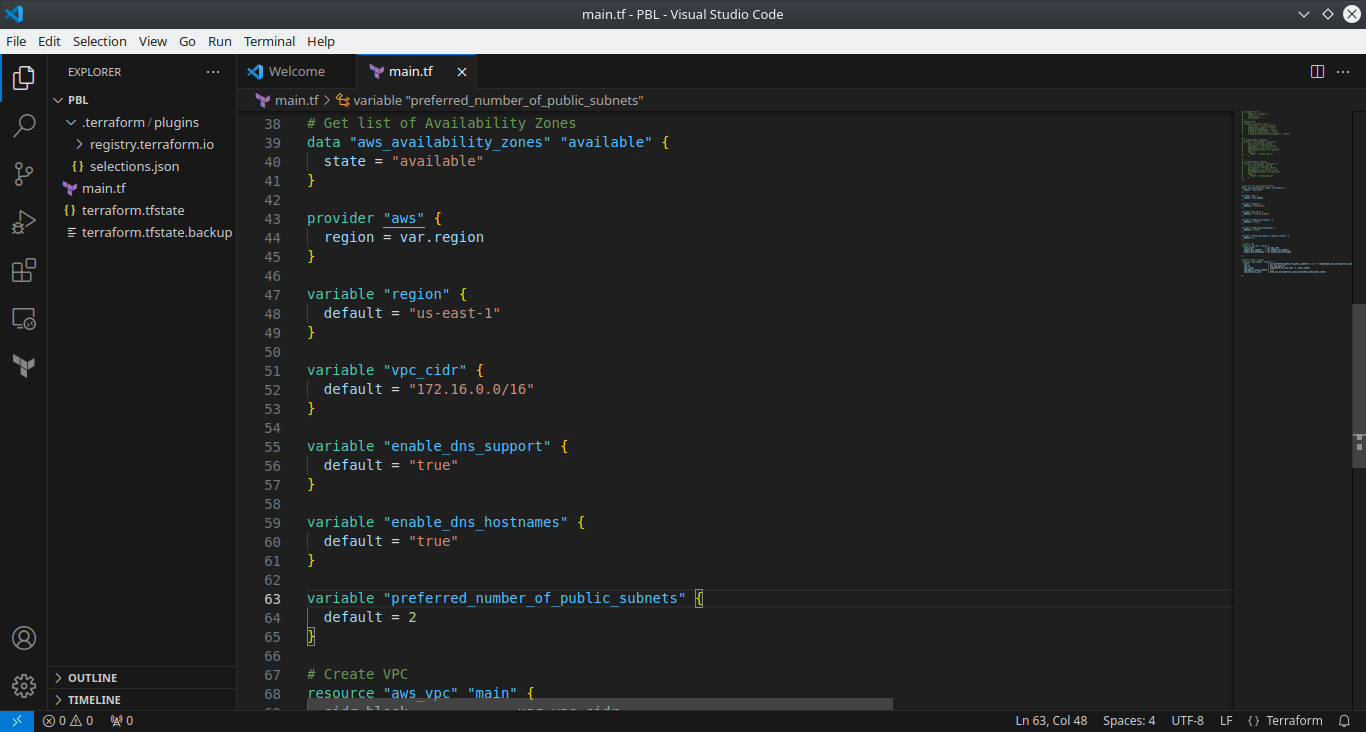 main.tf - PBL - Visual Studio Code
File Edit Selection View Go Run Terminal Help
EXPLORER
PBL
.terraform / plugins
registry.terraform.io
{} selections.json
main.tf
{} terraform.tfstate
terraform.tfstate.backup
OUTLINE
TIMELINE
Welcome
main.tf
main.tf > variable "preferred_number_of_public_subnets"
38 # Get list of Availability Zones
39 data "aws_availability_zones" "available" {
40 state = "available"
41 }
42
43 provider "aws" {
44 region = var.region
45 }
46
47 variable "region" {
48 default = "us-east-1"
49 }
50
51 variable "vpc_cidr" {
52 default = "172.16.0.0/16"
53 }
54
55 variable "enable_dns_support" {
56 default = "true"
57 }
58
59 variable "enable_dns_hostnames" {
60 default = "true"
61 }
62
63 variable "preferred_number_of_public_subnets" {
64 default = 2
65 }
66
67 # Create VPC
68 resource "aws_vpc" "main" {
0 0 0
Ln 63, Col 48 Spaces: 4 UTF-8 LF {} Terraform